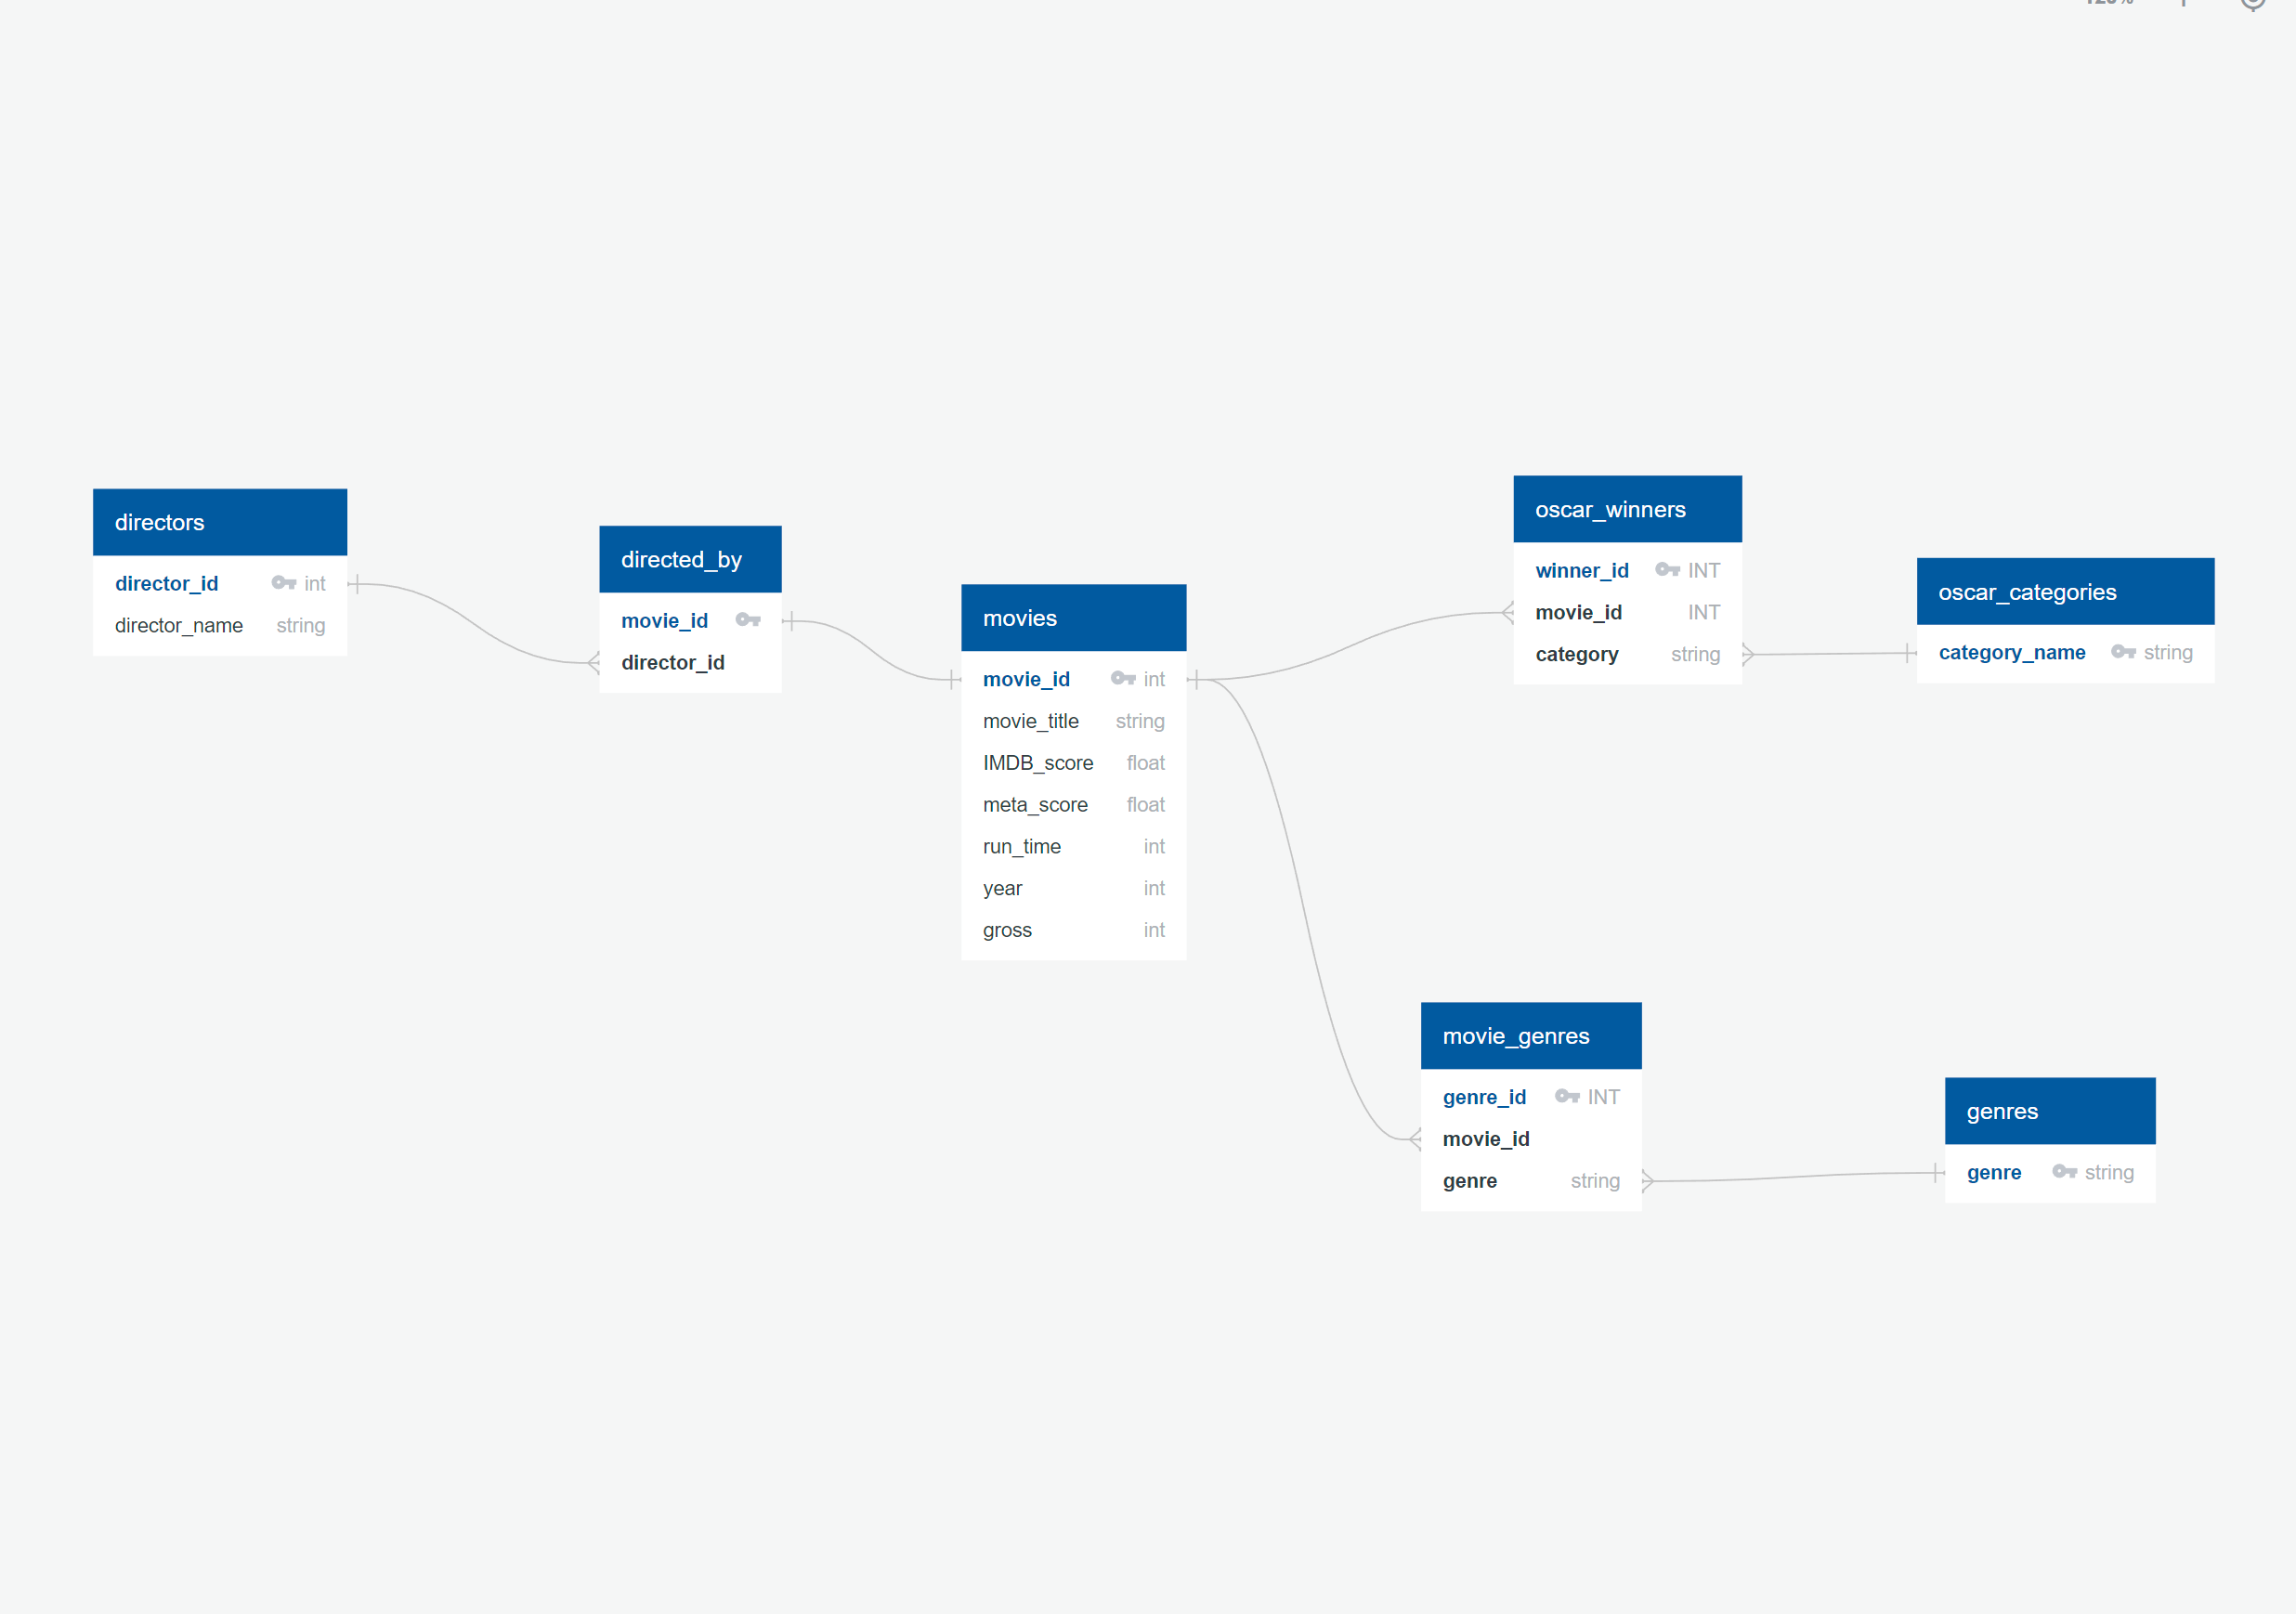 directors
director_id int
director_name string
directed_by
movie_id
director_id
movies
movie_id int
movie_title string
IMDB_score float
meta_score float
run_time int
year int
gross int
oscar_winners
winner_id INT
movie_id INT
category string
oscar_categories
category_name string
movie_genres
genre_id INT
movie_id
genre string
genres
genre string